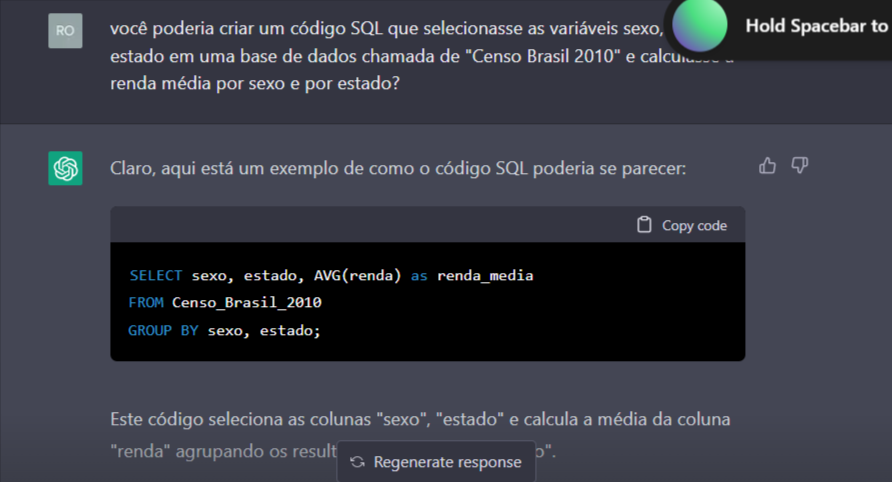 RO
você poderia criar um código SQL que selecionasse as variáveis sexo,
Hold Spacebar to
estado em uma base de dados chamada de "Censo Brasil 2010" e calculasse a
renda média por sexo e por estado?
Claro, aqui está um exemplo de como o código SQL poderia se parecer:
Copy code
SELECT sexo, estado, AVG(renda) as renda_media
FROM Censo_Brasil_2010
GROUP BY sexo, estado;
Este código seleciona as colunas "sexo", "estado" e calcula a média da coluna
"renda" agrupando os result
o".
Regenerate response